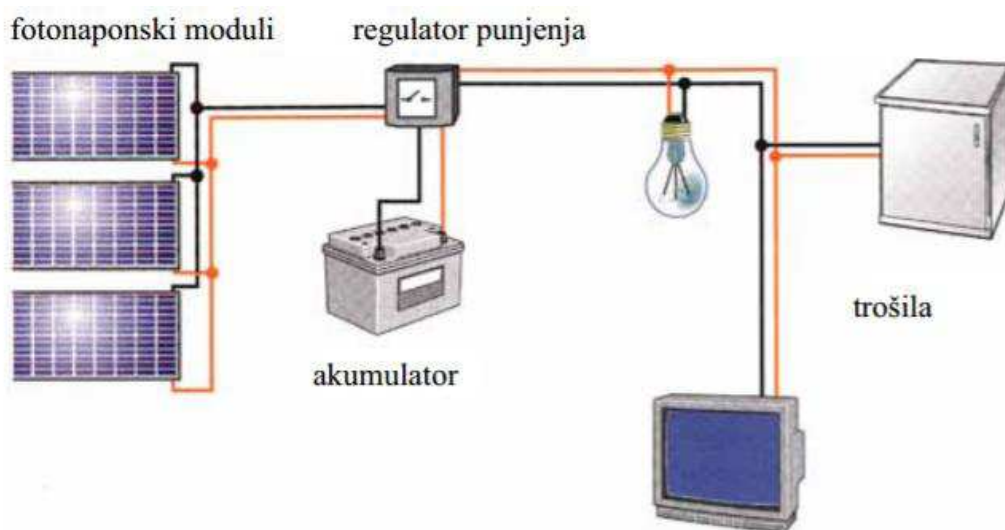 fotonaponski moduli
regulator punjenja
akumulator
trošila